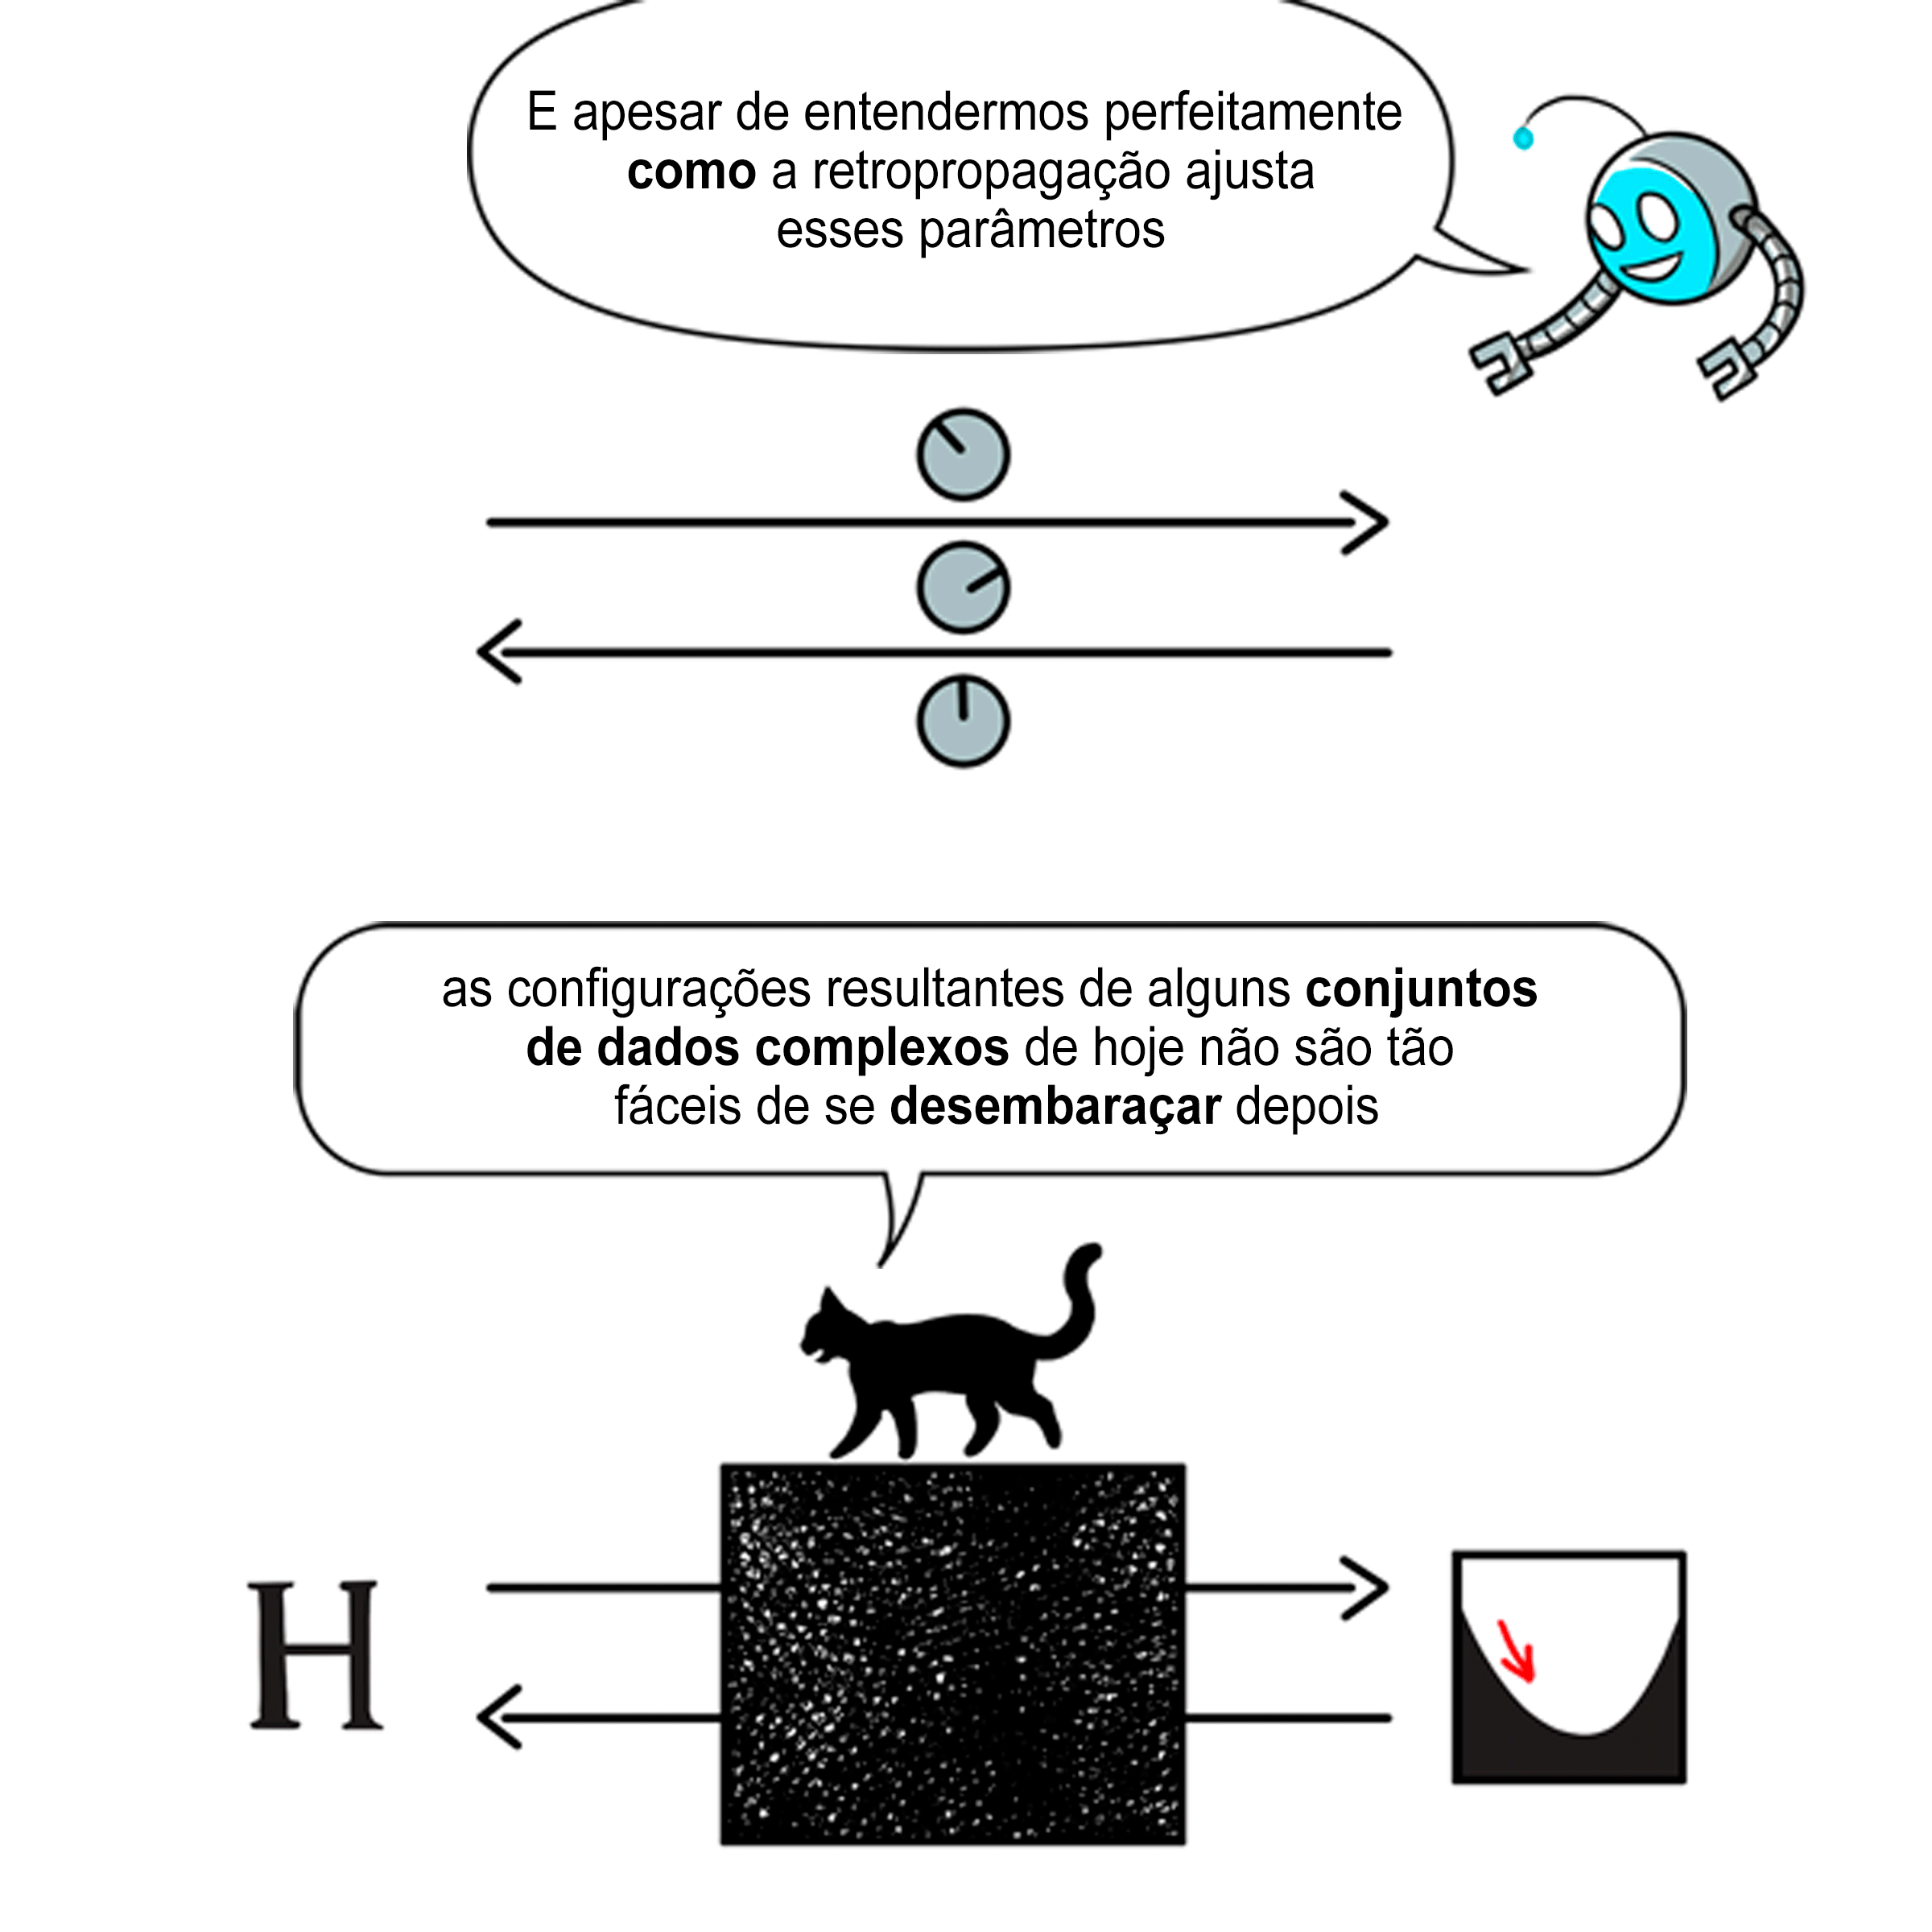 E apesar de entendermos perfeitamente
como a retropropagação ajusta
esses parâmetros
as configurações resultantes de alguns conjuntos
de dados complexos de hoje não são tão
fáceis de se desembaraçar depois
H